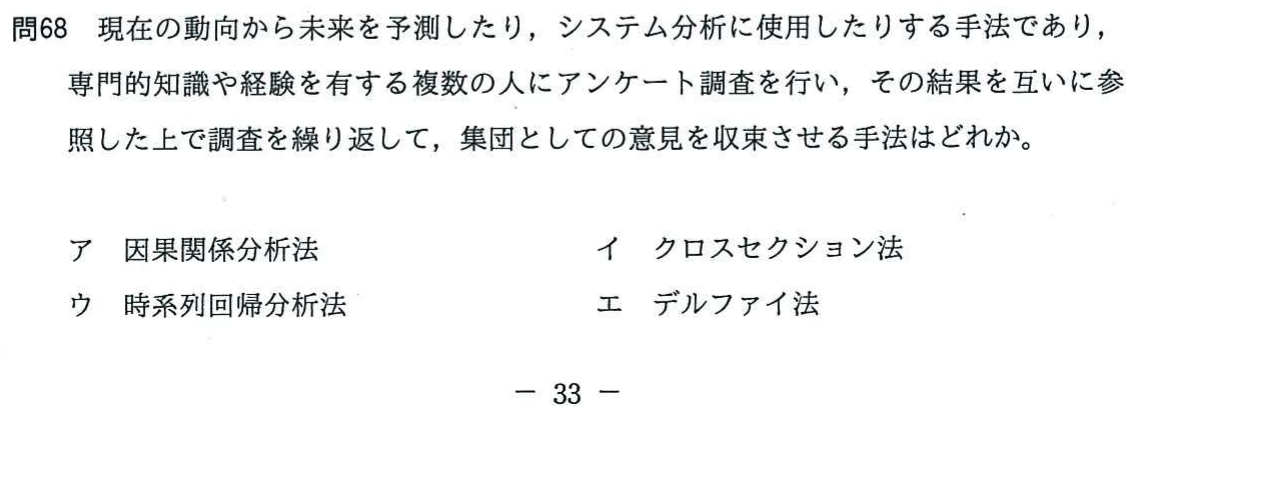 問68 現在の動向から未来を予測したり，システム分析に使用したりする手法であり，
専門的知識や経験を有する複数の人にアンケート調査を行い，その結果を互いに参
照した上で調査を繰り返して，集団としての意見を収束させる手法はどれか。
ア 因果関係分析法 イ クロスセクション法
ウ 時系列回帰分析法 エ デルファイ法
－ 33 －